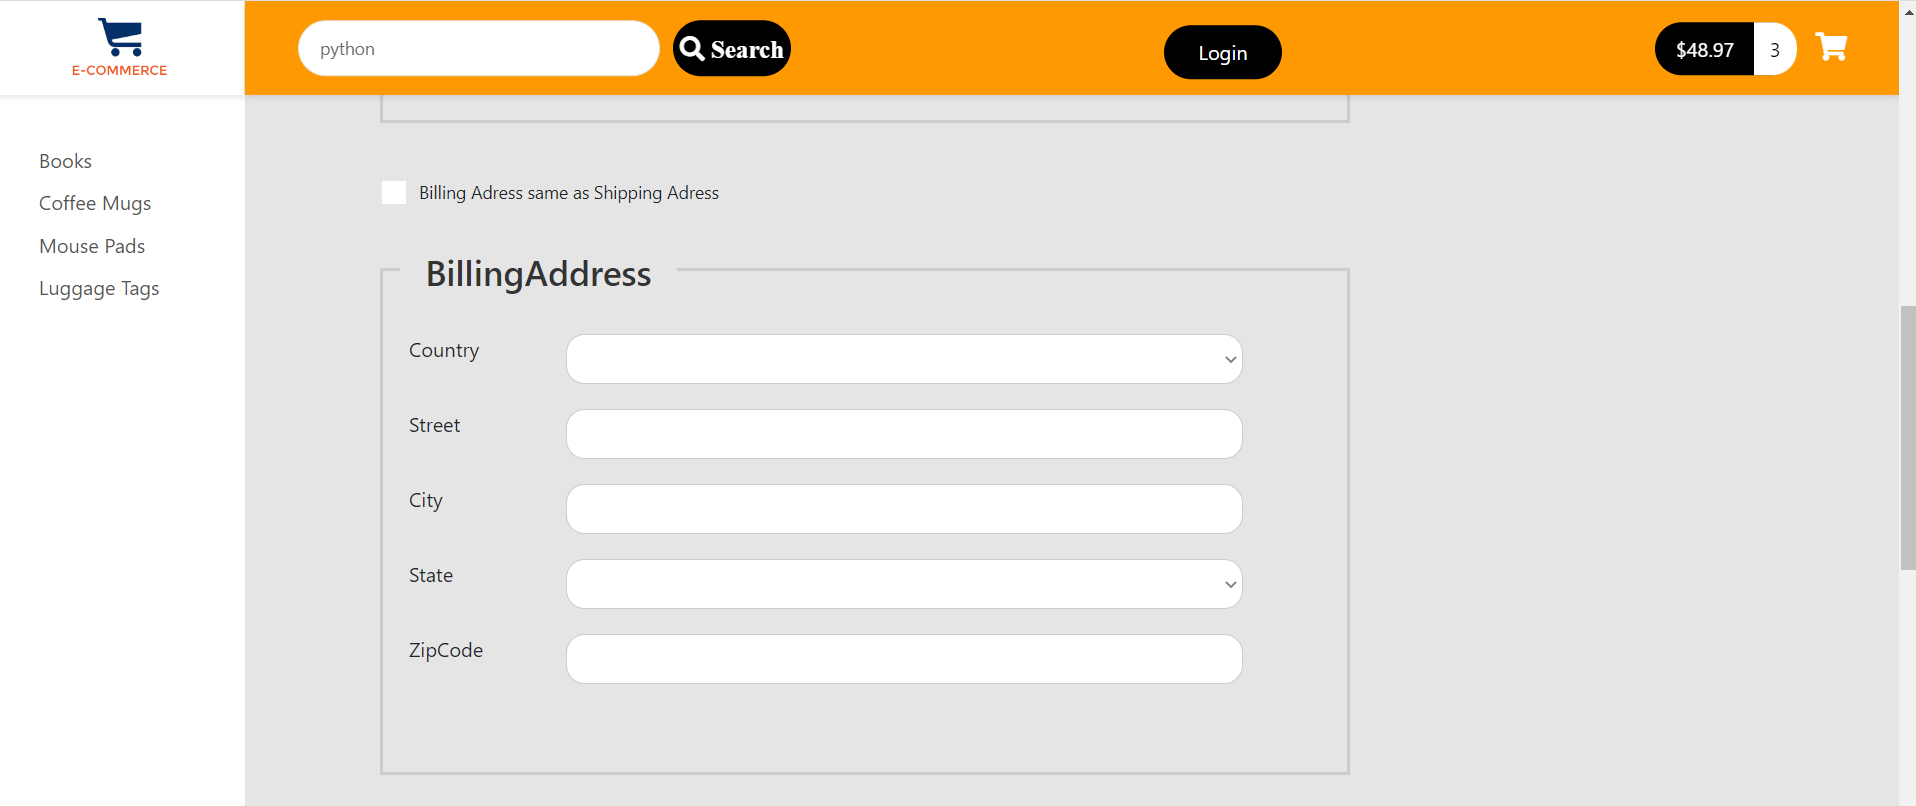 E-COMMERCE
python
Search
Login
$48.97
3
Books
Coffee Mugs
Mouse Pads
Luggage Tags
Billing Adress same as Shipping Adress
BillingAddress
Country
Street
City
State
ZipCode